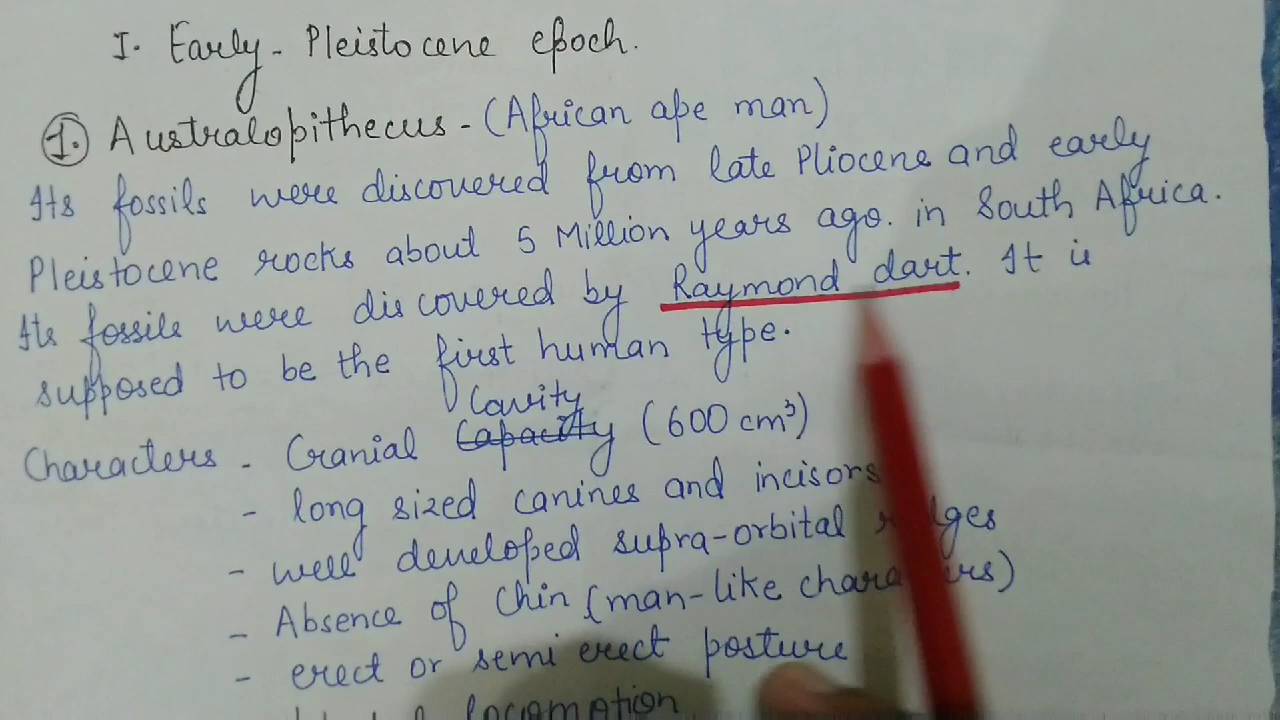 I. Early - Pleistocene epoch.
1. Australopithecus - (African ape man)
Its fossils were discovered from late Pliocene and early
Pleistocene rocks about 5 Million years ago. in South Africa.
Its fossils were discovered by Raymond dart. It is
supposed to be the first human type.
Cavity
Characters - Cranial Capacity (600 cm³)
- long sized canines and incisors
- well developed supra-orbital ridges
- Absence of Chin (man-like characters)
- erect or semi erect posture
locomotion